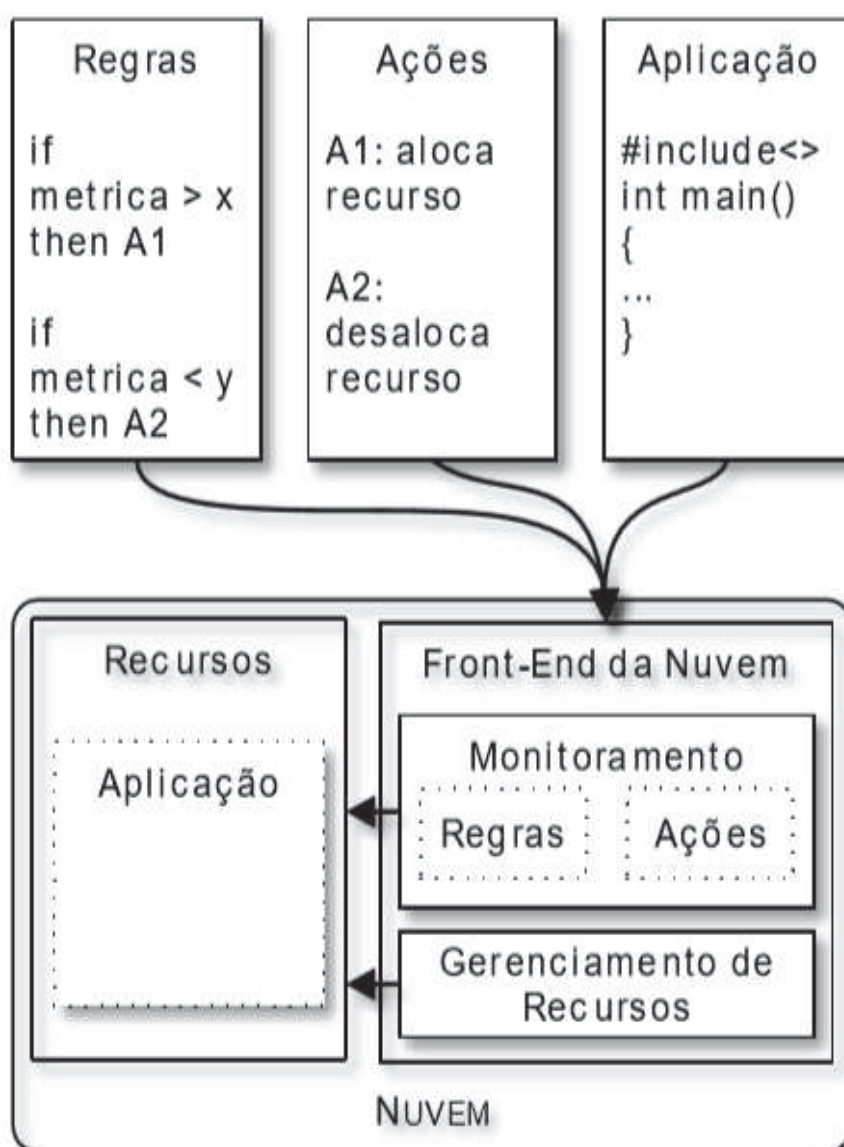 Regras
if
metrica > x
then A1
if
metrica < y
then A2
Ações
A1: aloca
recurso
A2:
desaloca
recurso
Aplicação
#include<>
int main()
{
...
}
Recursos
Aplicação
Front-End da Nuvem
Monitoramento
Regras
Ações
Gerenciamento de
Recursos
NUVEM